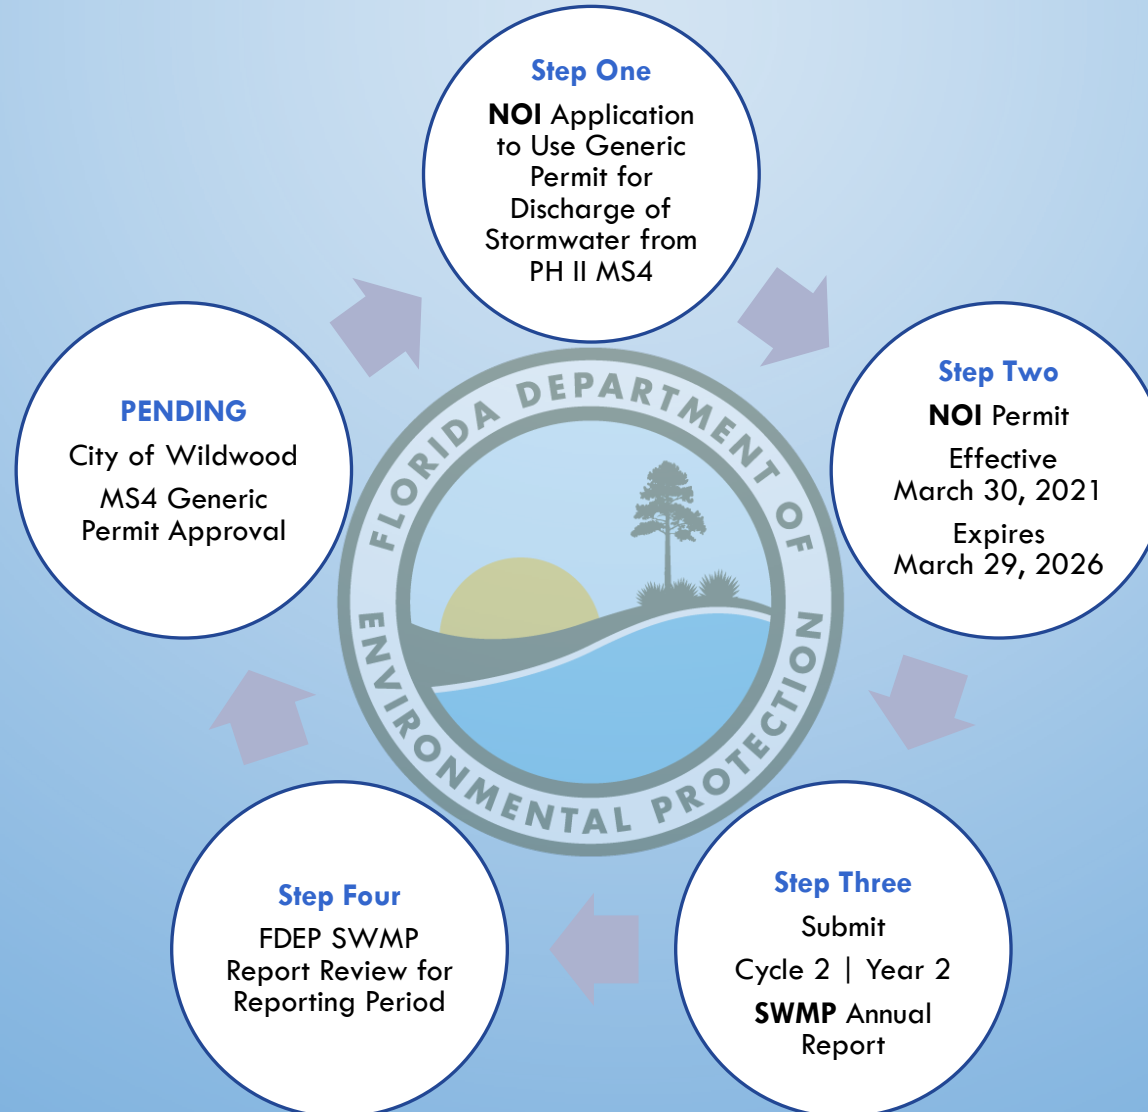 Step One
NOI Application
to Use Generic
Permit for
Discharge of
Stormwater from
PH II MS4
Step Two
NOI Permit
Effective
March 30, 2021
Expires
March 29, 2026
Step Three
Submit
Cycle 2 | Year 2
SWMP Annual
Report
Step Four
FDEP SWMP
Report Review for
Reporting Period
PENDING
City of Wildwood
MS4 Generic
Permit Approval
FLORIDA DEPARTMENT OF
ENVIRONMENTAL PROTECTION